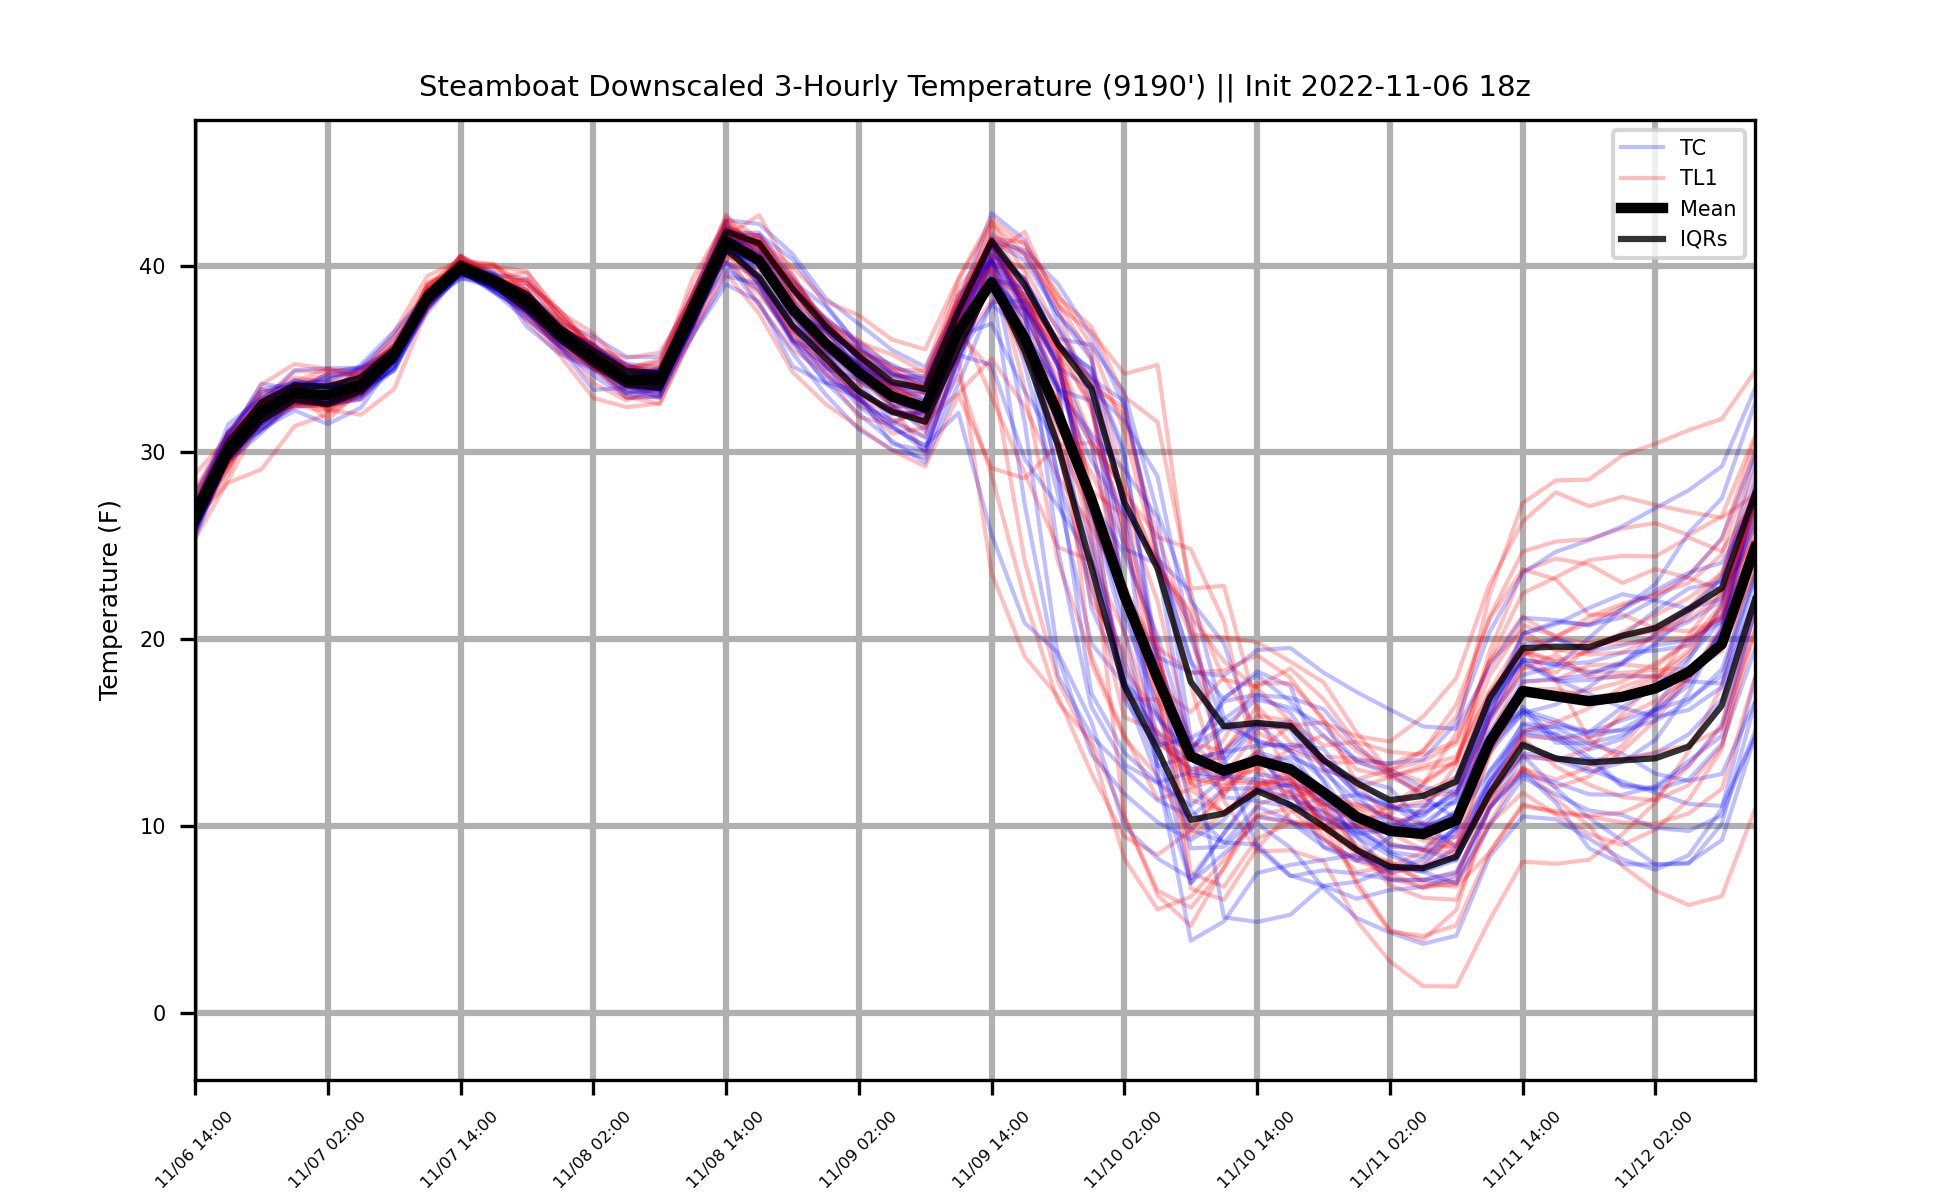 Steamboat Downscaled 3-Hourly Temperature (9190') || Init 2022-11-06 18z
TC
TL1
Mean
IQRs
Temperature (F)
40
30
20
10
0
11/06 14:00
11/07 02:00
11/07 14:00
11/08 02:00
11/08 14:00
11/09 02:00
11/09 14:00
11/10 02:00
11/10 14:00
11/11 02:00
11/11 14:00
11/12 02:00